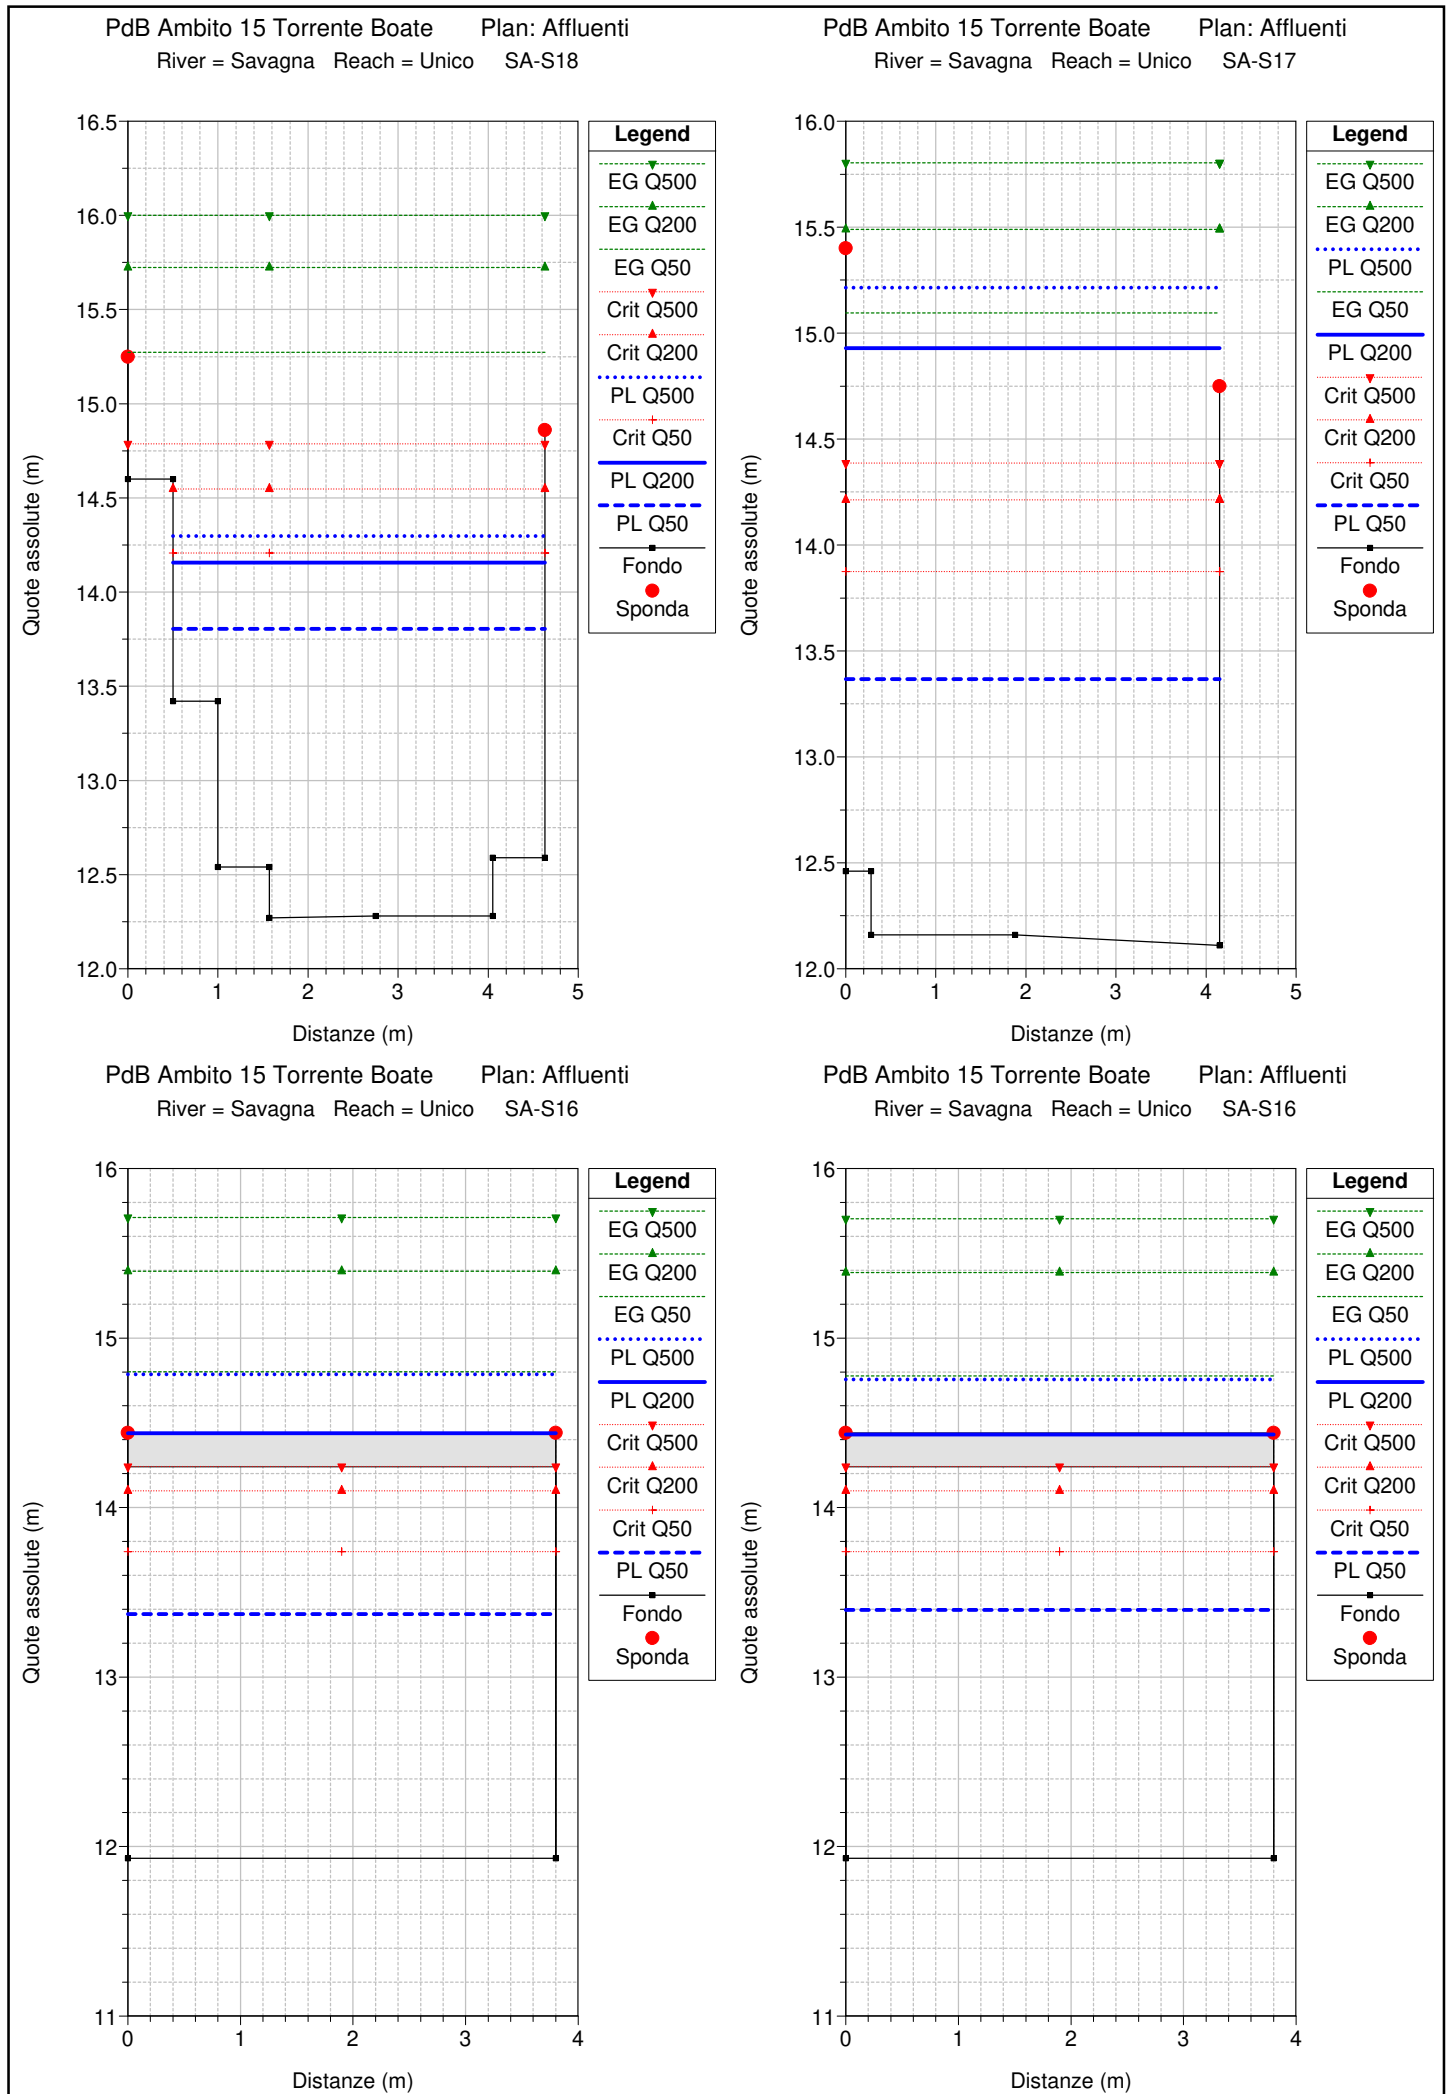 PdB Ambito 15 Torrente Boate Plan: Affluenti
River = Savagna Reach = Unico SA-S18
16.5
16.0
15.5
15.0
14.5
14.0
13.5
13.0
12.5
12.0
0 1 2 3 4 5
Distanze (m)
Quote assolute (m)
Legend
EG Q500
EG Q200
EG Q50
Crit Q500
Crit Q200
PL Q500
Crit Q50
PL Q200
PL Q50
Fondo
Sponda
PdB Ambito 15 Torrente Boate Plan: Affluenti
River = Savagna Reach = Unico SA-S17
16.0
15.5
15.0
14.5
14.0
13.5
13.0
12.5
12.0
0 1 2 3 4 5
Distanze (m)
Quote assolute (m)
Legend
EG Q500
EG Q200
PL Q500
EG Q50
PL Q200
Crit Q500
Crit Q200
Crit Q50
PL Q50
Fondo
Sponda
PdB Ambito 15 Torrente Boate Plan: Affluenti
River = Savagna Reach = Unico SA-S16
16
15
14
13
12
11
0 1 2 3 4
Distanze (m)
Quote assolute (m)
Legend
EG Q500
EG Q200
EG Q50
PL Q500
PL Q200
Crit Q500
Crit Q200
Crit Q50
PL Q50
Fondo
Sponda
PdB Ambito 15 Torrente Boate Plan: Affluenti
River = Savagna Reach = Unico SA-S16
16
15
14
13
12
11
0 1 2 3 4
Distanze (m)
Quote assolute (m)
Legend
EG Q500
EG Q200
EG Q50
PL Q500
PL Q200
Crit Q500
Crit Q200
Crit Q50
PL Q50
Fondo
Sponda